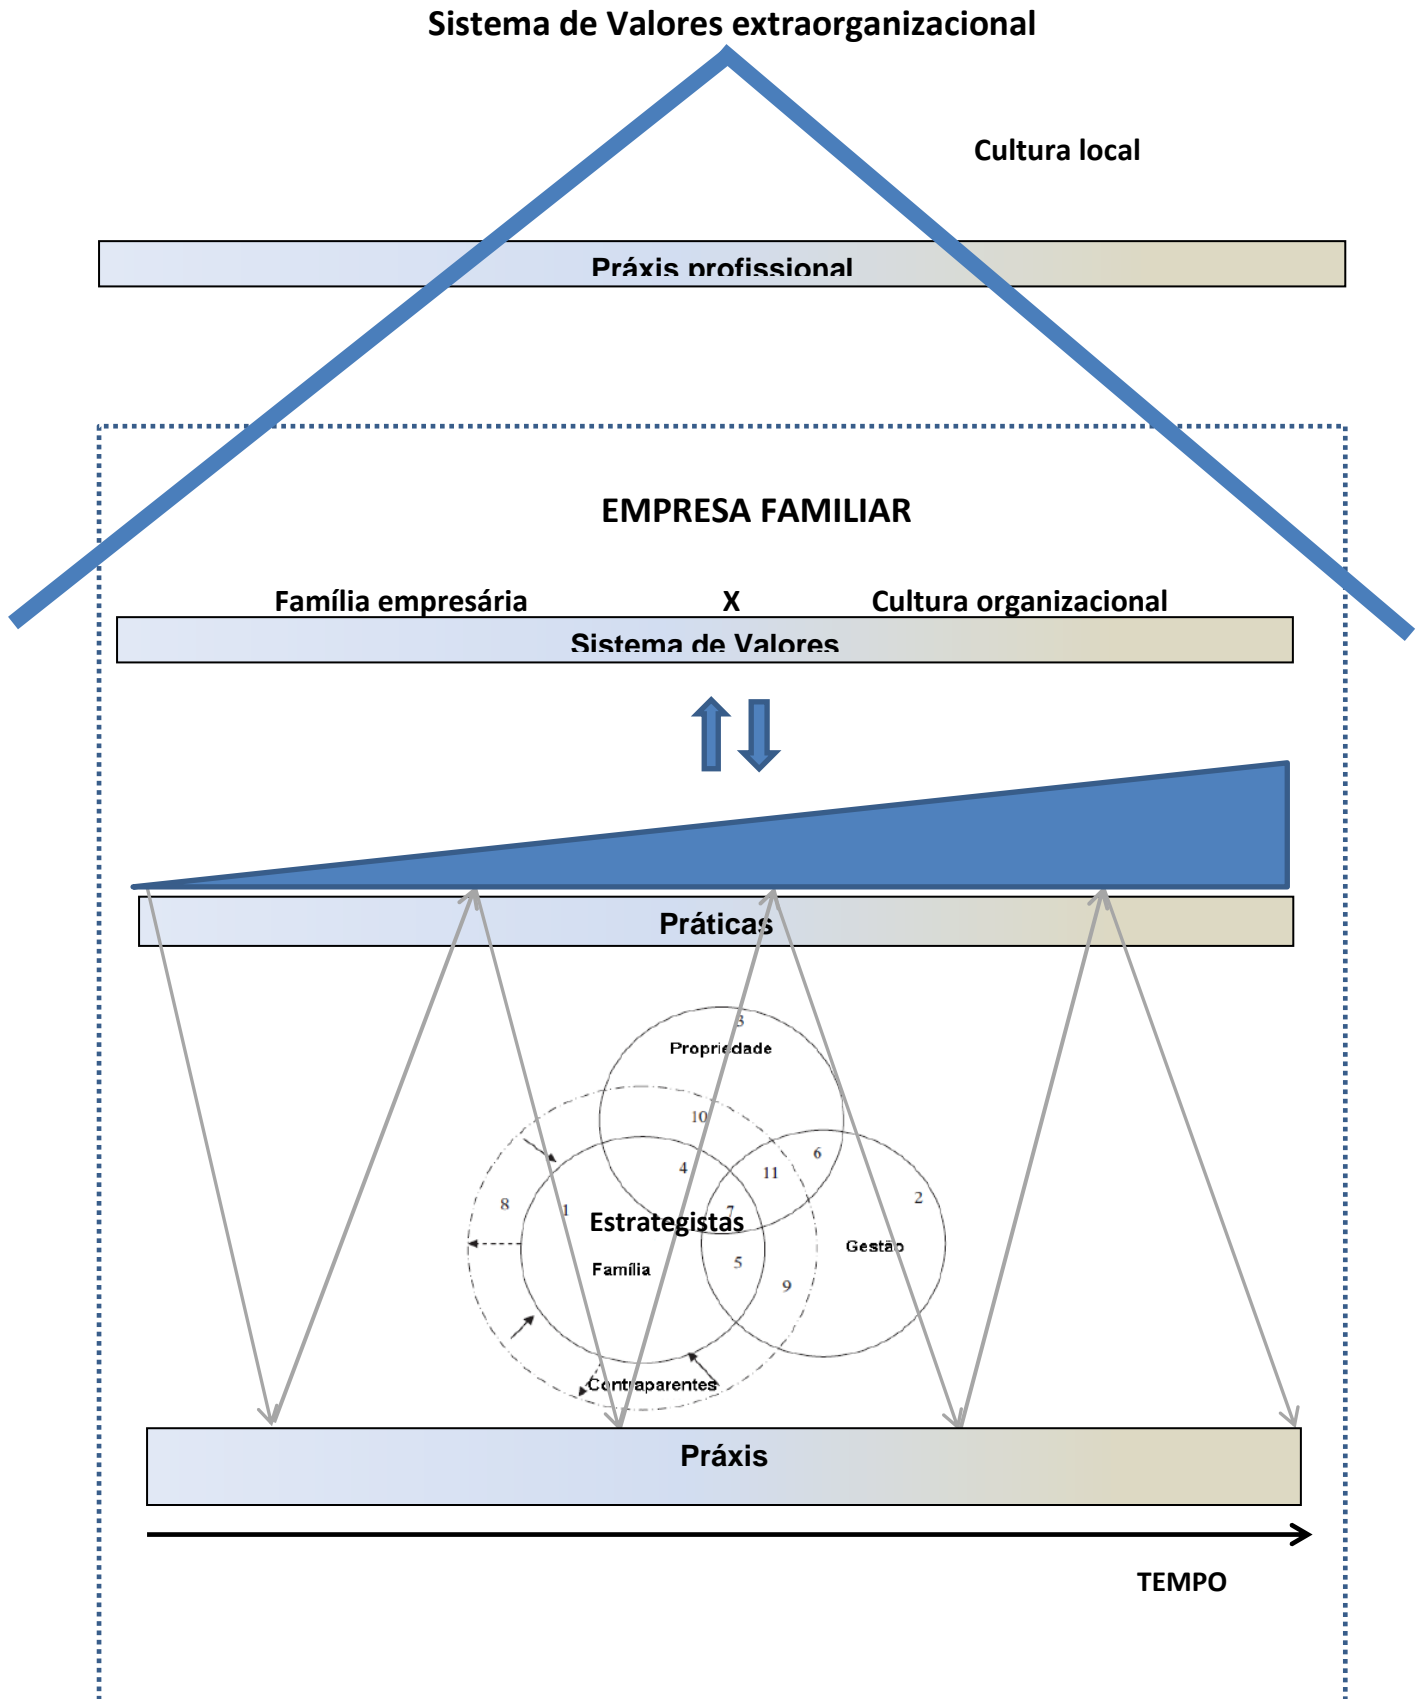 Sistema de Valores extraorganizacional
Cultura local
Práxis profissional
EMPRESA FAMILIAR
Família empresária X Cultura organizacional
Sistema de Valores
Práticas
3
Propriedade
10
6
4
11
2
8
1
7
Estrategistas
Gestão
5
Família
9
Contraparentes
Práxis
TEMPO